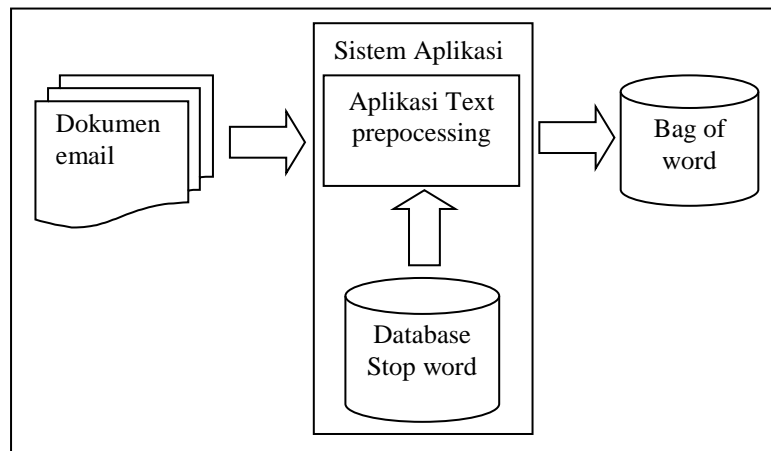 Sistem Aplikasi
Dokumen
email
Aplikasi Text
prepocessing
Bag of
word
Database
Stop word